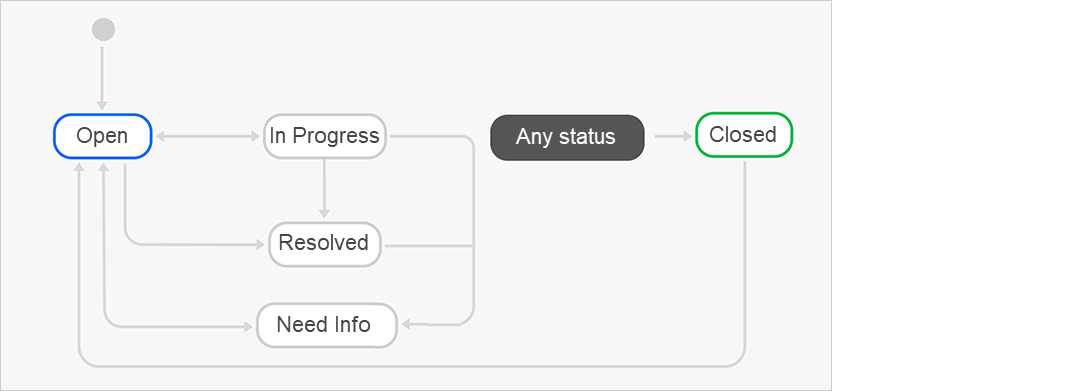 Open
In Progress
Any status
Closed
Resolved
Need Info